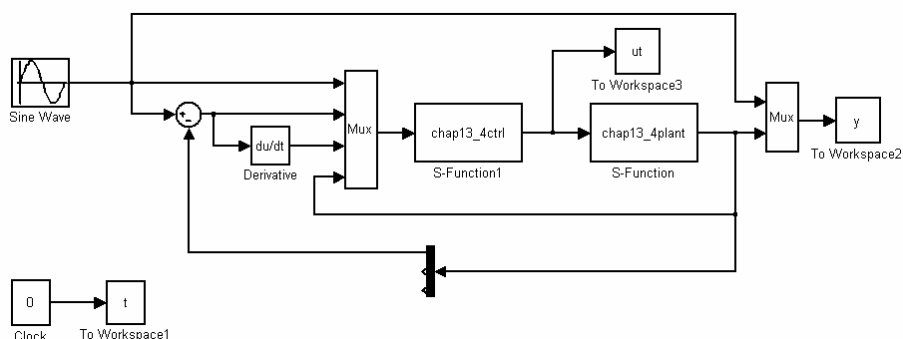 ut
To Workspace3
Sine Wave
+
-
du/dt
Derivative
Mux
chap13_4ctrl
S-Function1
chap13_4plant
S-Function
Mux
y
To Workspace2
0
Clock
t
To Workspace1